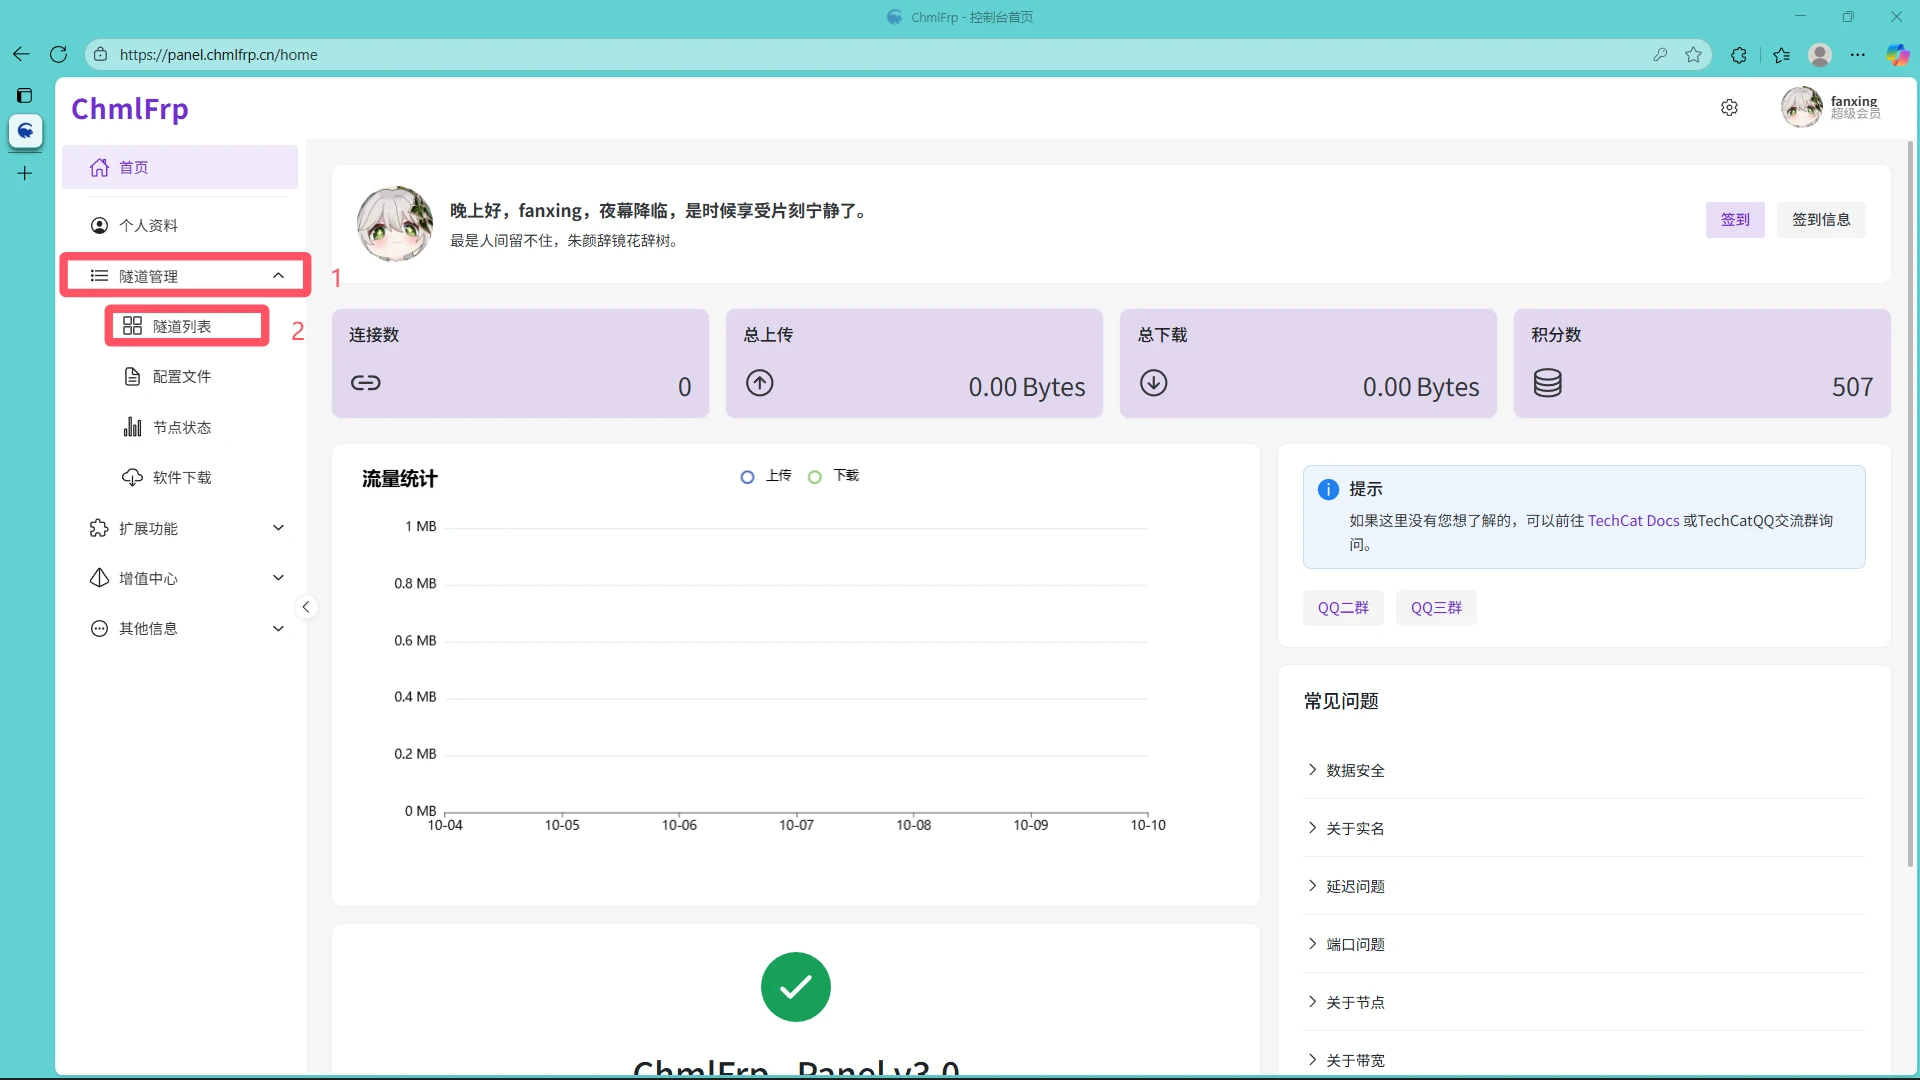 ChmlFrp - 控制台首页
https://panel.chmlfrp.cn/home
ChmlFrp
fanxing
超级会员
首页
个人资料
隧道管理
1
隧道列表
2
配置文件
节点状态
软件下载
扩展功能
增值中心
其他信息
晚上好，fanxing，夜幕降临，是时候享受片刻宁静了。
最是人间留不住，朱颜辞镜花辞树。
签到
签到信息
连接数
0
总上传
0.00 Bytes
总下载
0.00 Bytes
积分数
507
流量统计
上传
下载
1 MB
0.8 MB
0.6 MB
0.4 MB
0.2 MB
0 MB
10-04
10-05
10-06
10-07
10-08
10-09
10-10
提示
如果这里没有您想了解的，可以前往 TechCat Docs 或TechCatQQ交流群询
问。
QQ二群
QQ三群
常见问题
数据安全
关于实名
延迟问题
端口问题
关于节点
关于带宽
ChmlFrp - Panel v3.0